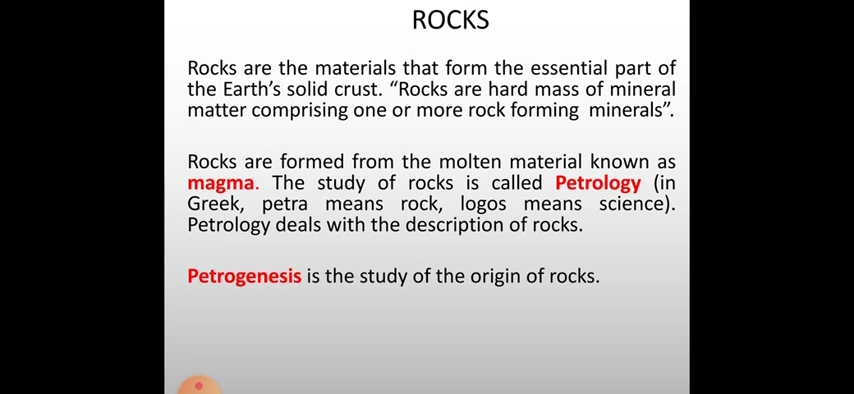 ROCKS
Rocks are the materials that form the essential part of
the Earth's solid crust. “Rocks are hard mass of mineral
matter comprising one or more rock forming minerals”.
Rocks are formed from the molten material known as
magma. The study of rocks is called Petrology (in
Greek, petra means rock, logos means science).
Petrology deals with the description of rocks.
Petrogenesis is the study of the origin of rocks.